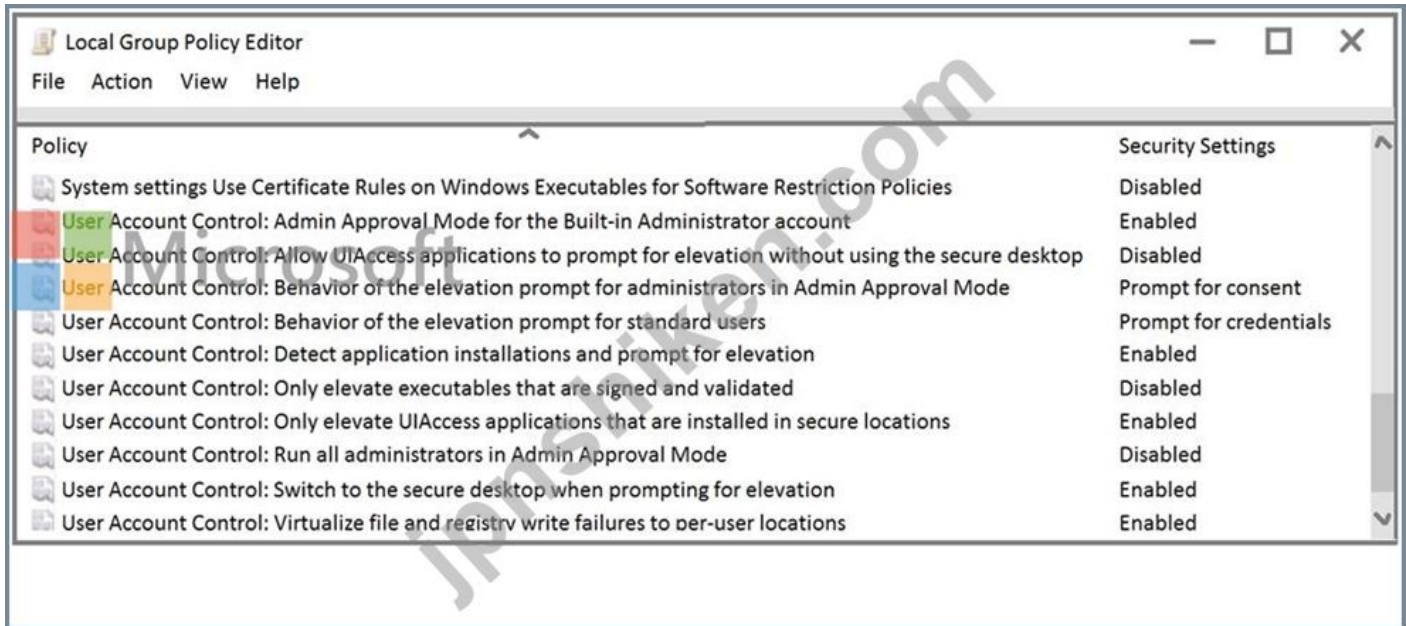 Local Group Policy Editor
File Action View Help
Policy Security Settings
System settings Use Certificate Rules on Windows Executables for Software Restriction Policies Disabled
User Account Control: Admin Approval Mode for the Built-in Administrator account Enabled
User Account Control: Allow UIAccess applications to prompt for elevation without using the secure desktop Disabled
User Account Control: Behavior of the elevation prompt for administrators in Admin Approval Mode Prompt for consent
User Account Control: Behavior of the elevation prompt for standard users Prompt for credentials
User Account Control: Detect application installations and prompt for elevation Enabled
User Account Control: Only elevate executables that are signed and validated Disabled
User Account Control: Only elevate UIAccess applications that are installed in secure locations Enabled
User Account Control: Run all administrators in Admin Approval Mode Disabled
User Account Control: Switch to the secure desktop when prompting for elevation Enabled
User Account Control: Virtualize file and registry write failures to per-user locations Enabled
Microsoft
jpnshiken.com